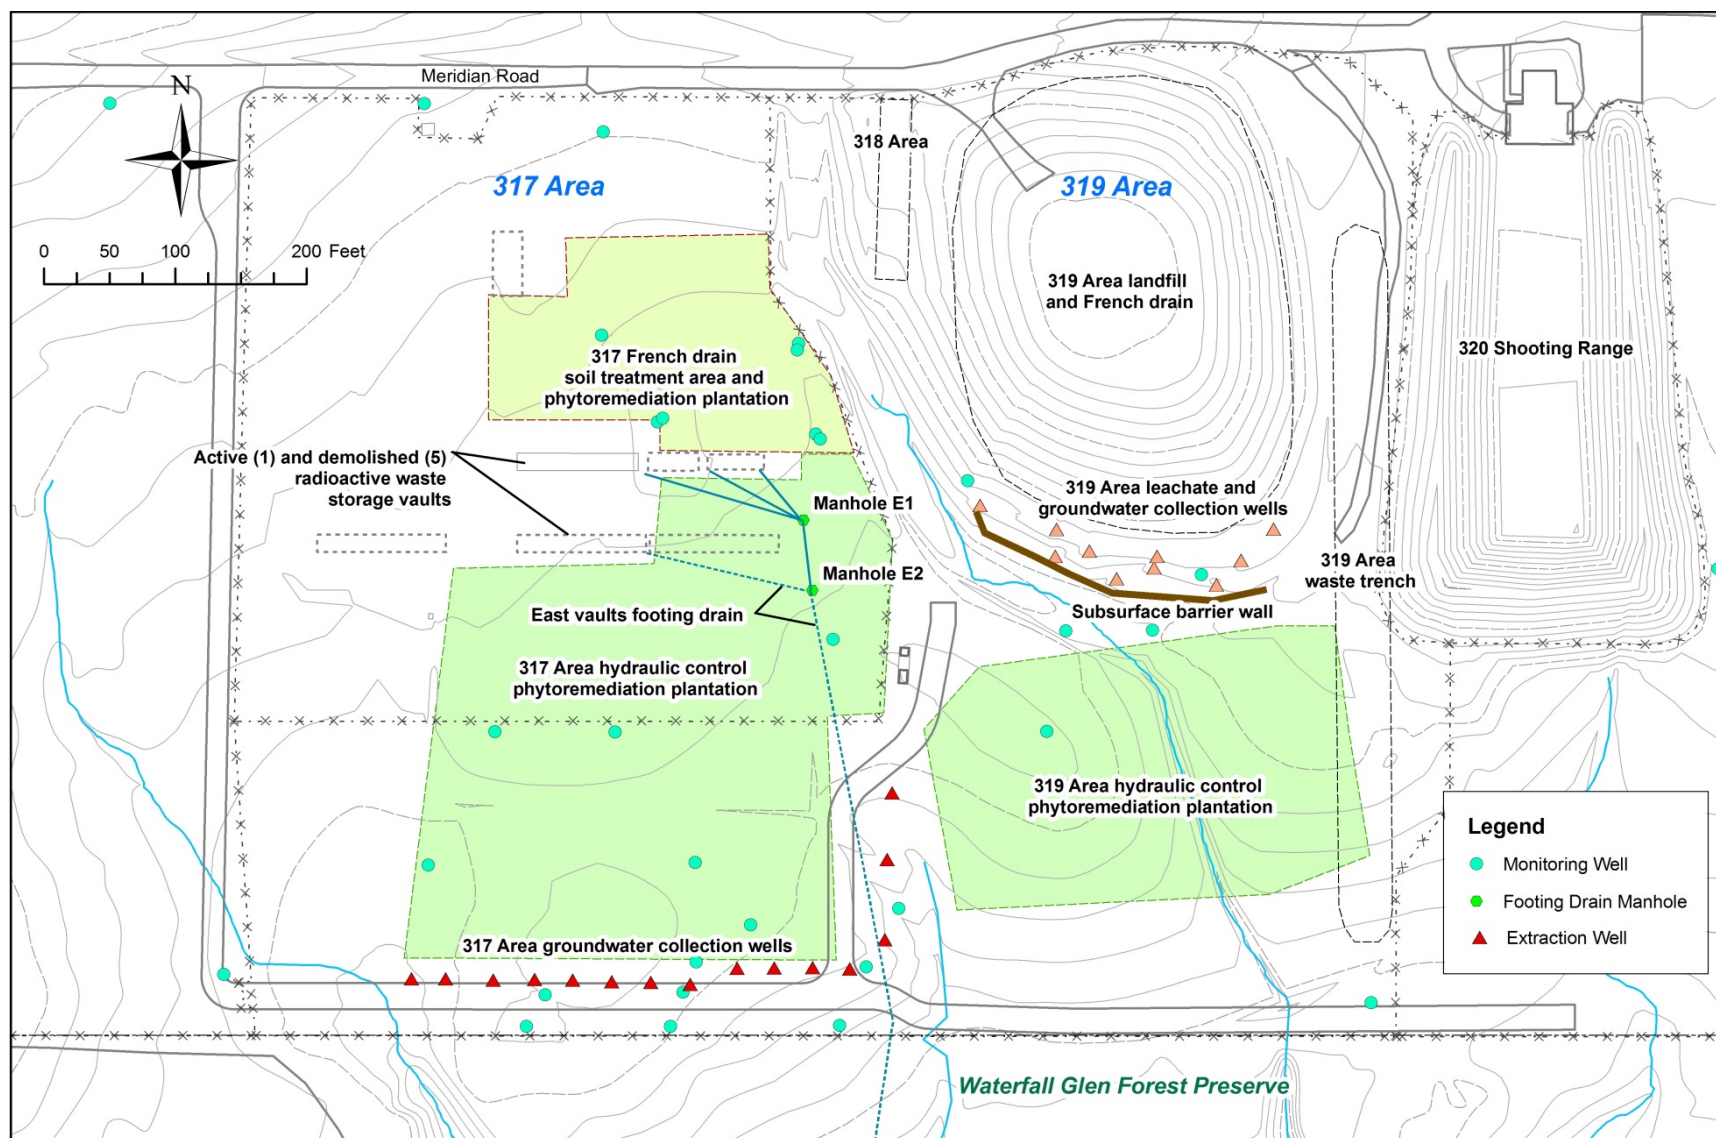 Meridian Road
N
0 50 100 200 Feet
318 Area
317 Area
319 Area
319 Area landfill
and French drain
320 Shooting Range
317 French drain
soil treatment area and
phytoremediation plantation
Active (1) and demolished (5)
radioactive waste
storage vaults
Manhole E1
319 Area leachate and
groundwater collection wells
319 Area
waste trench
Manhole E2
Subsurface barrier wall
East vaults footing drain
317 Area hydraulic control
phytoremediation plantation
319 Area hydraulic control
phytoremediation plantation
317 Area groundwater collection wells
Legend
Monitoring Well
Footing Drain Manhole
Extraction Well
Waterfall Glen Forest Preserve